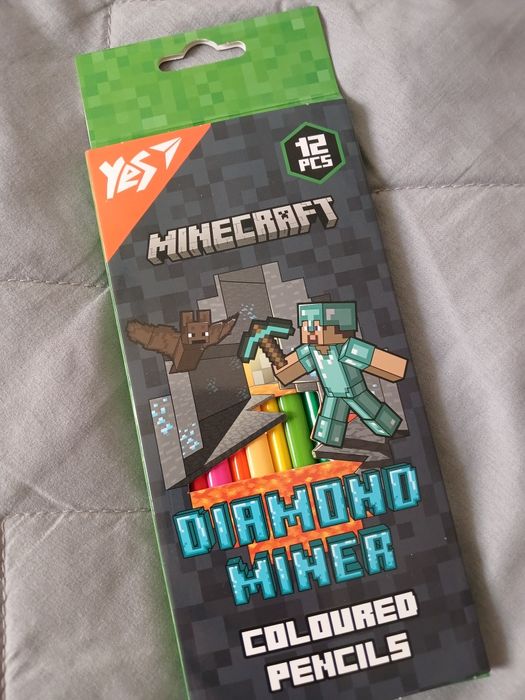 YES
12
PCS
MINECRAFT
DIAMOND
MINER
COLOURED
PENCILS